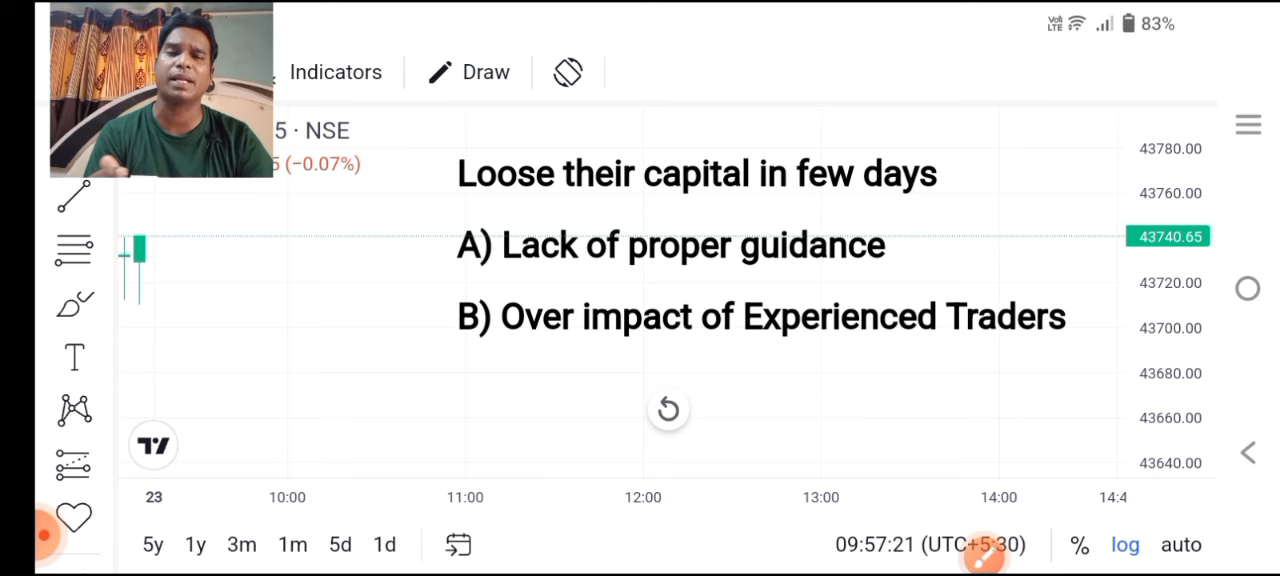 Vo)) LTE 83%
Indicators Draw
5 · NSE
5 (−0.07%)
Loose their capital in few days
A) Lack of proper guidance
B) Over impact of Experienced Traders
43780.00
43760.00
43740.65
43720.00
43700.00
43680.00
43660.00
43640.00
T
23 10:00 11:00 12:00 13:00 14:00 14:4
5y 1y 3m 1m 5d 1d 09:57:21 (UTC+5:30) % log auto